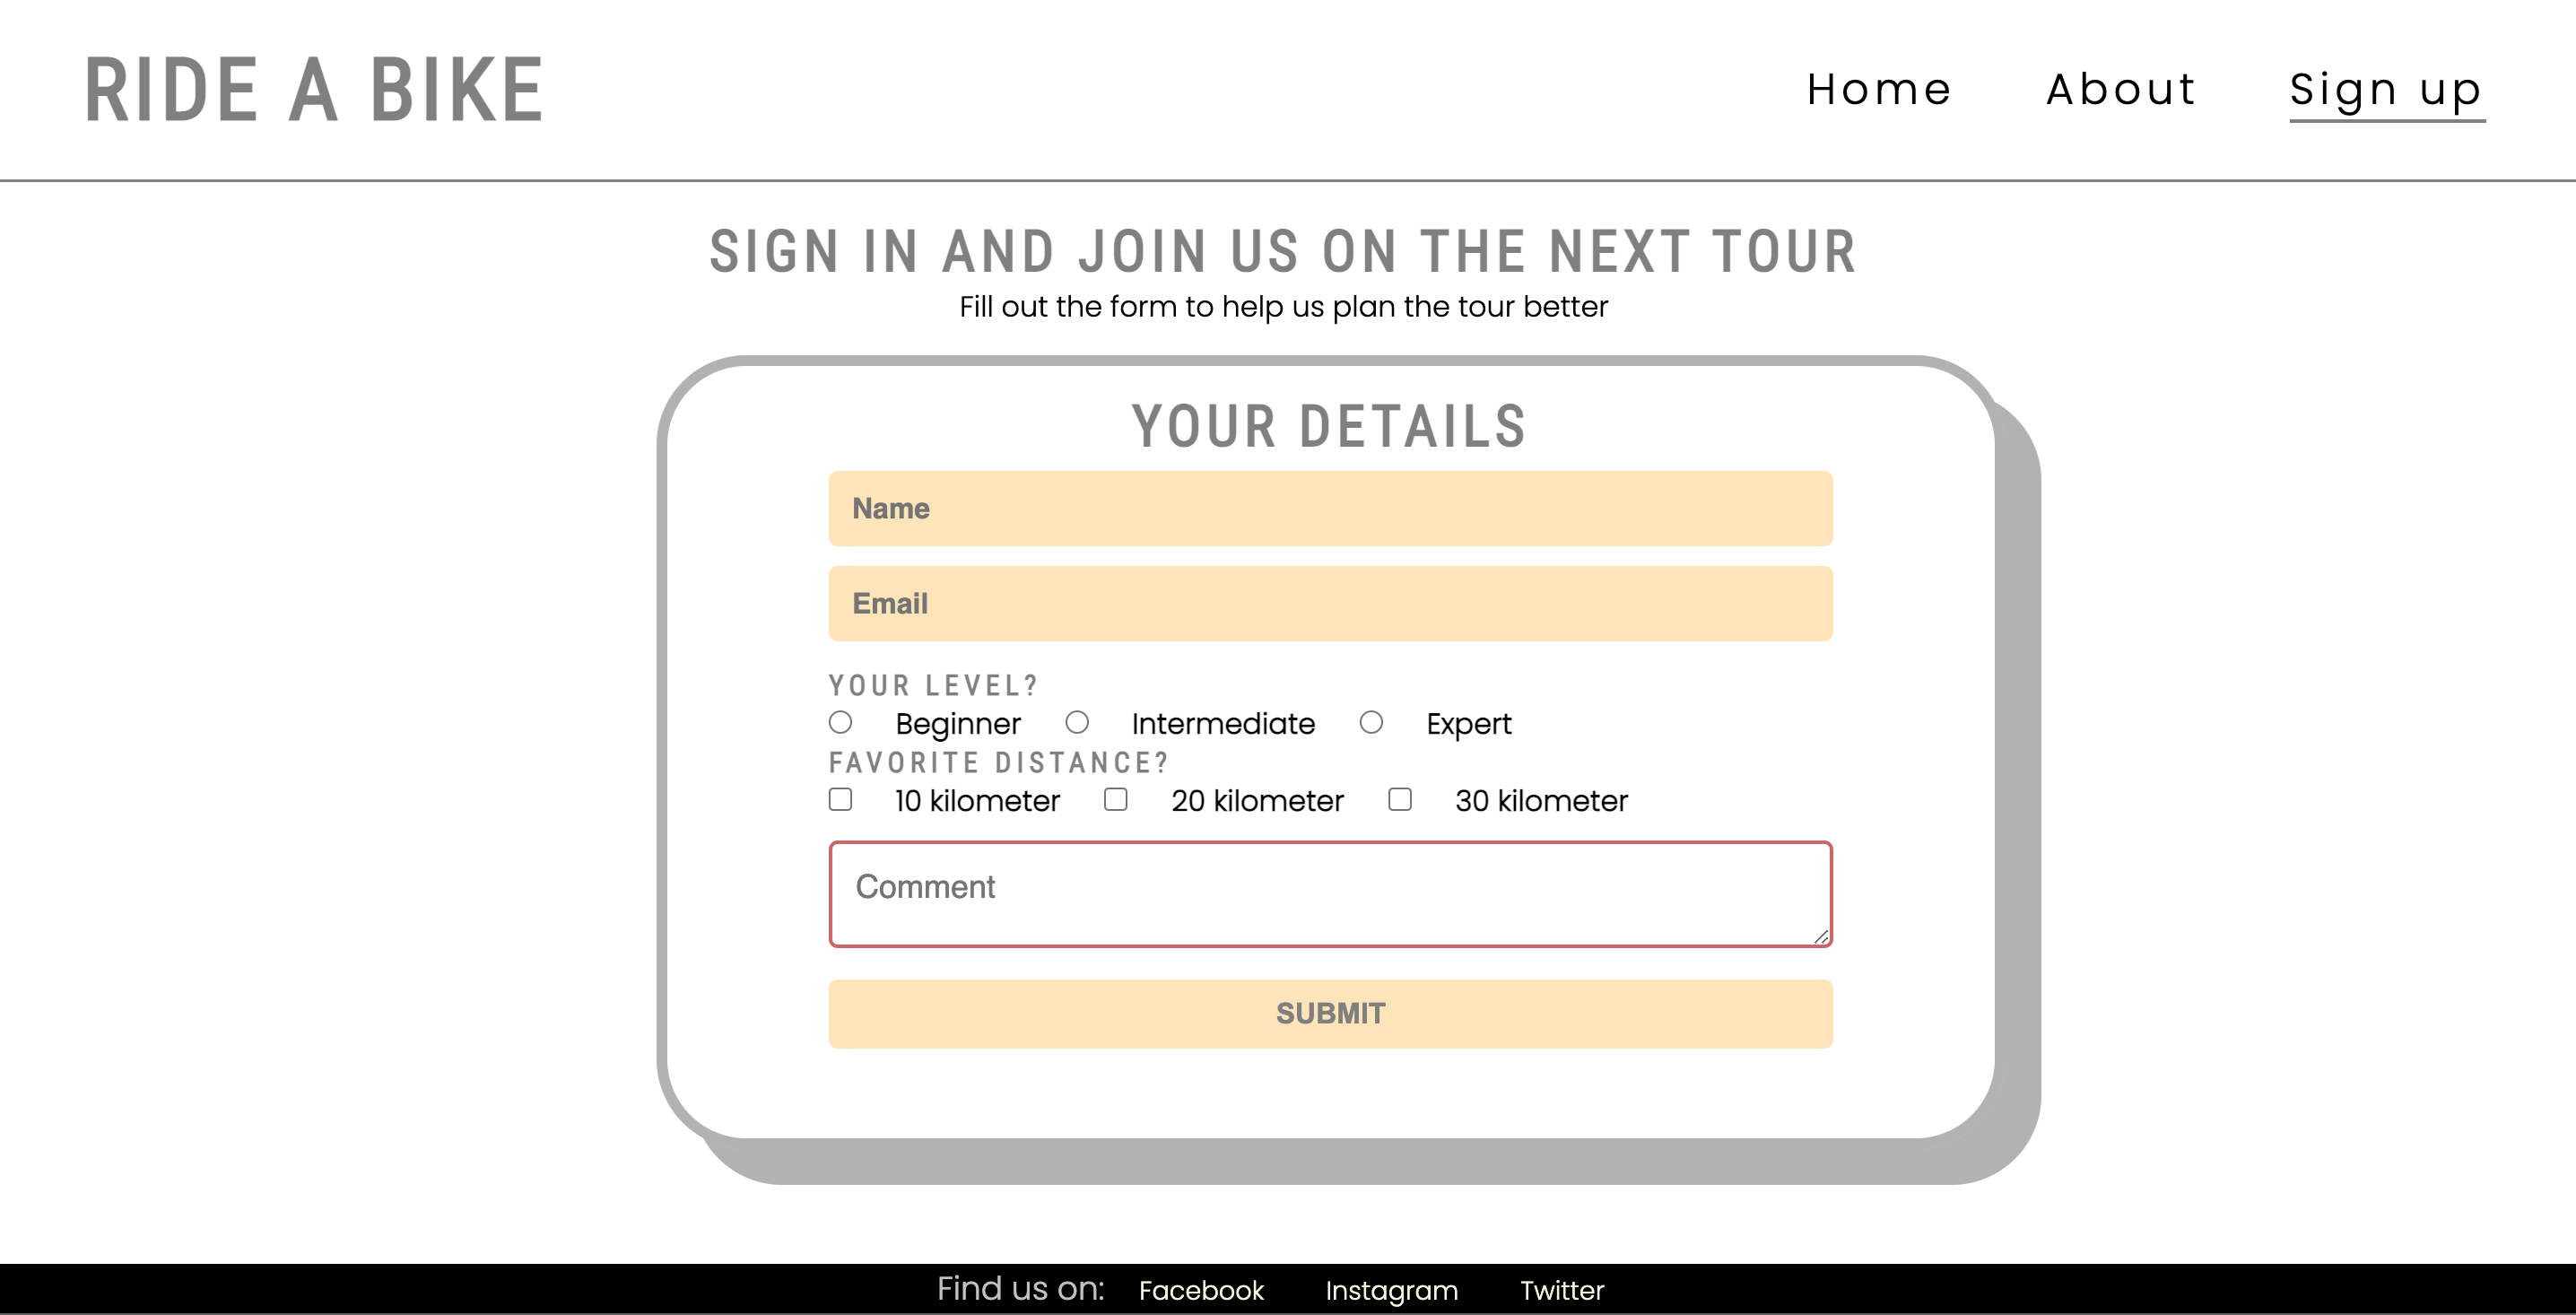 RIDE A BIKE
Home About Sign up
SIGN IN AND JOIN US ON THE NEXT TOUR
Fill out the form to help us plan the tour better
YOUR DETAILS
Name
Email
YOUR LEVEL?
Beginner Intermediate Expert
FAVORITE DISTANCE?
10 kilometer 20 kilometer 30 kilometer
Comment
SUBMIT
Find us on: Facebook Instagram Twitter